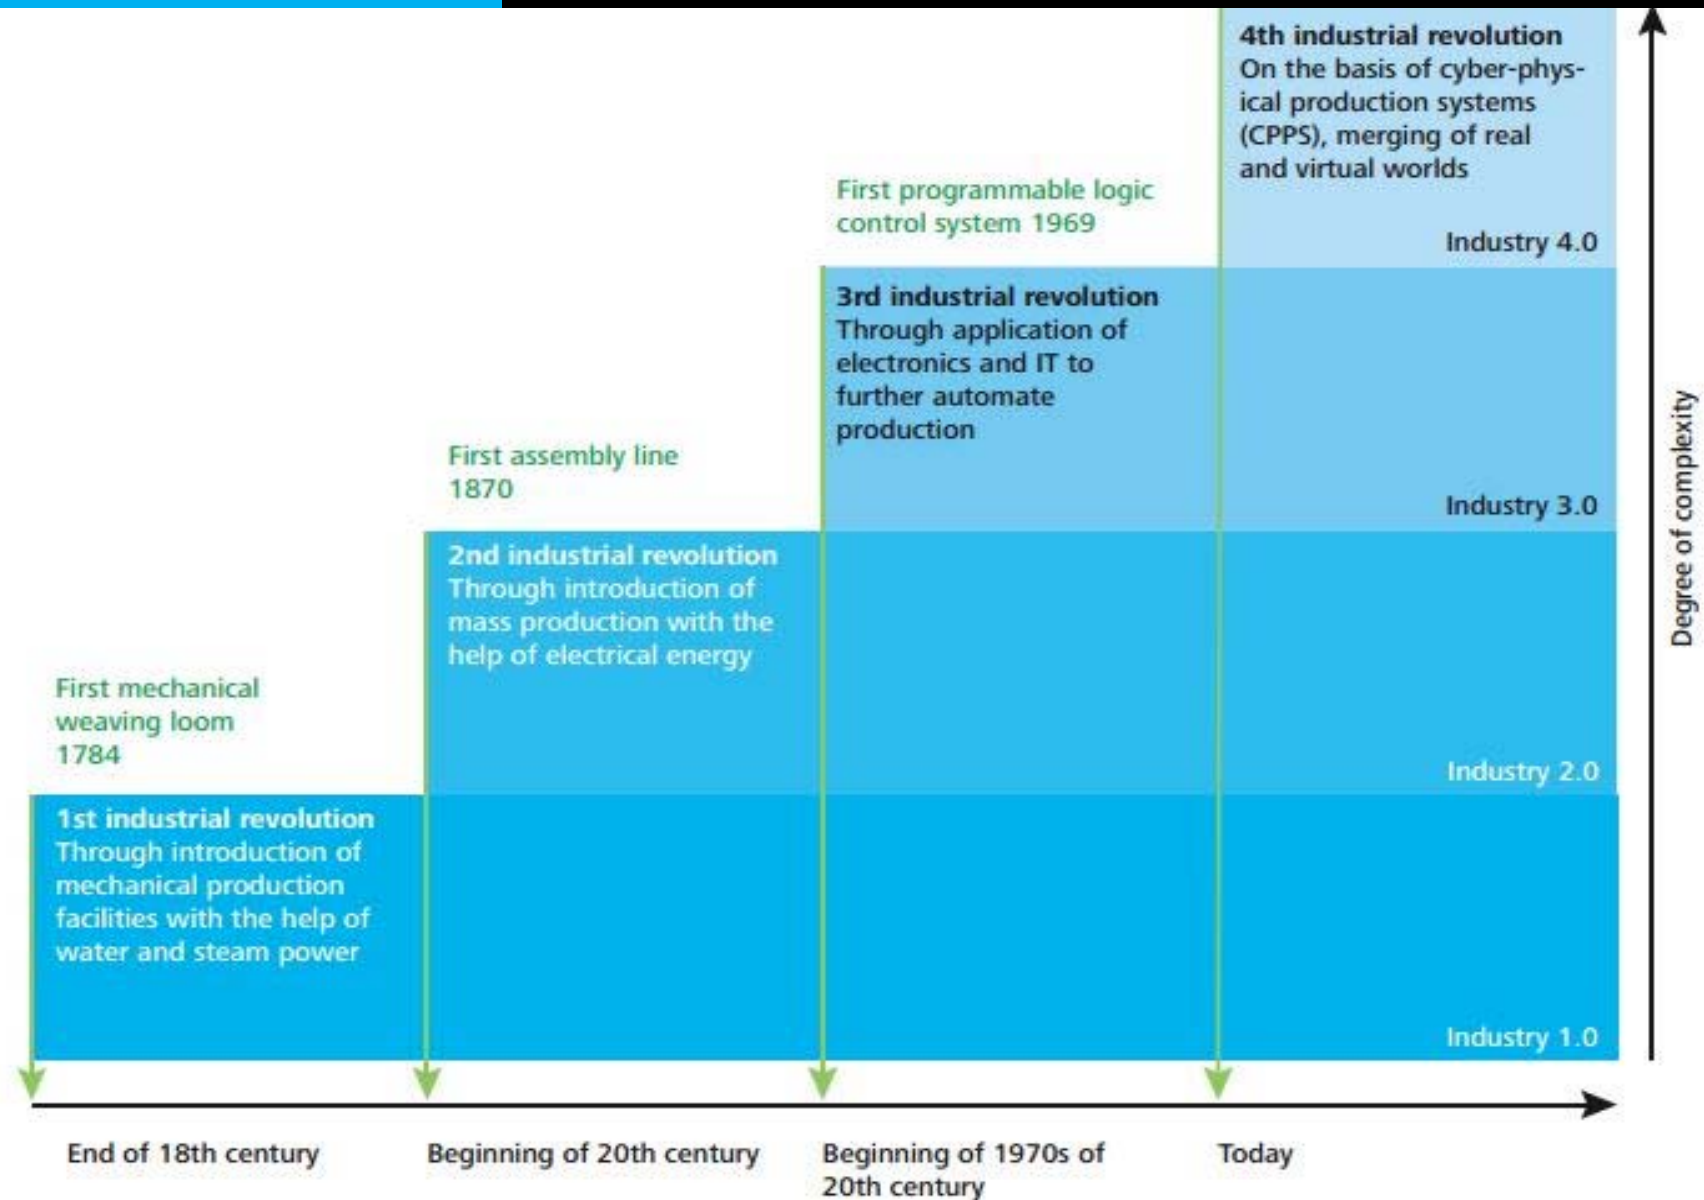 4th industrial revolution
On the basis of cyber-phys-
ical production systems
(CPPS), merging of real
and virtual worlds
Industry 4.0
First programmable logic
control system 1969
3rd industrial revolution
Through application of
electronics and IT to
further automate
production
Industry 3.0
First assembly line
1870
2nd industrial revolution
Through introduction of
mass production with the
help of electrical energy
Industry 2.0
First mechanical
weaving loom
1784
1st industrial revolution
Through introduction of
mechanical production
facilities with the help of
water and steam power
Industry 1.0
Degree of complexity
End of 18th century
Beginning of 20th century
Beginning of 1970s of
20th century
Today